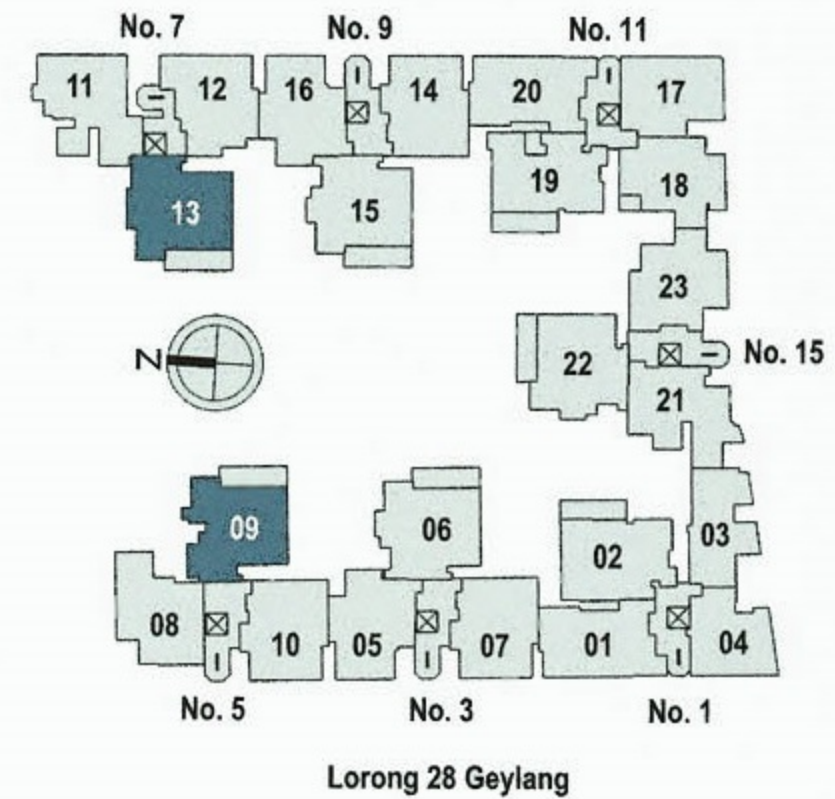 No. 7 No. 9 No. 11
11 12 16 14 20 17
13 15 19 18
23
22 No. 15
21
N
09 06 02 03
08 10 05 07 01 04
No. 5 No. 3 No. 1
Lorong 28 Geylang